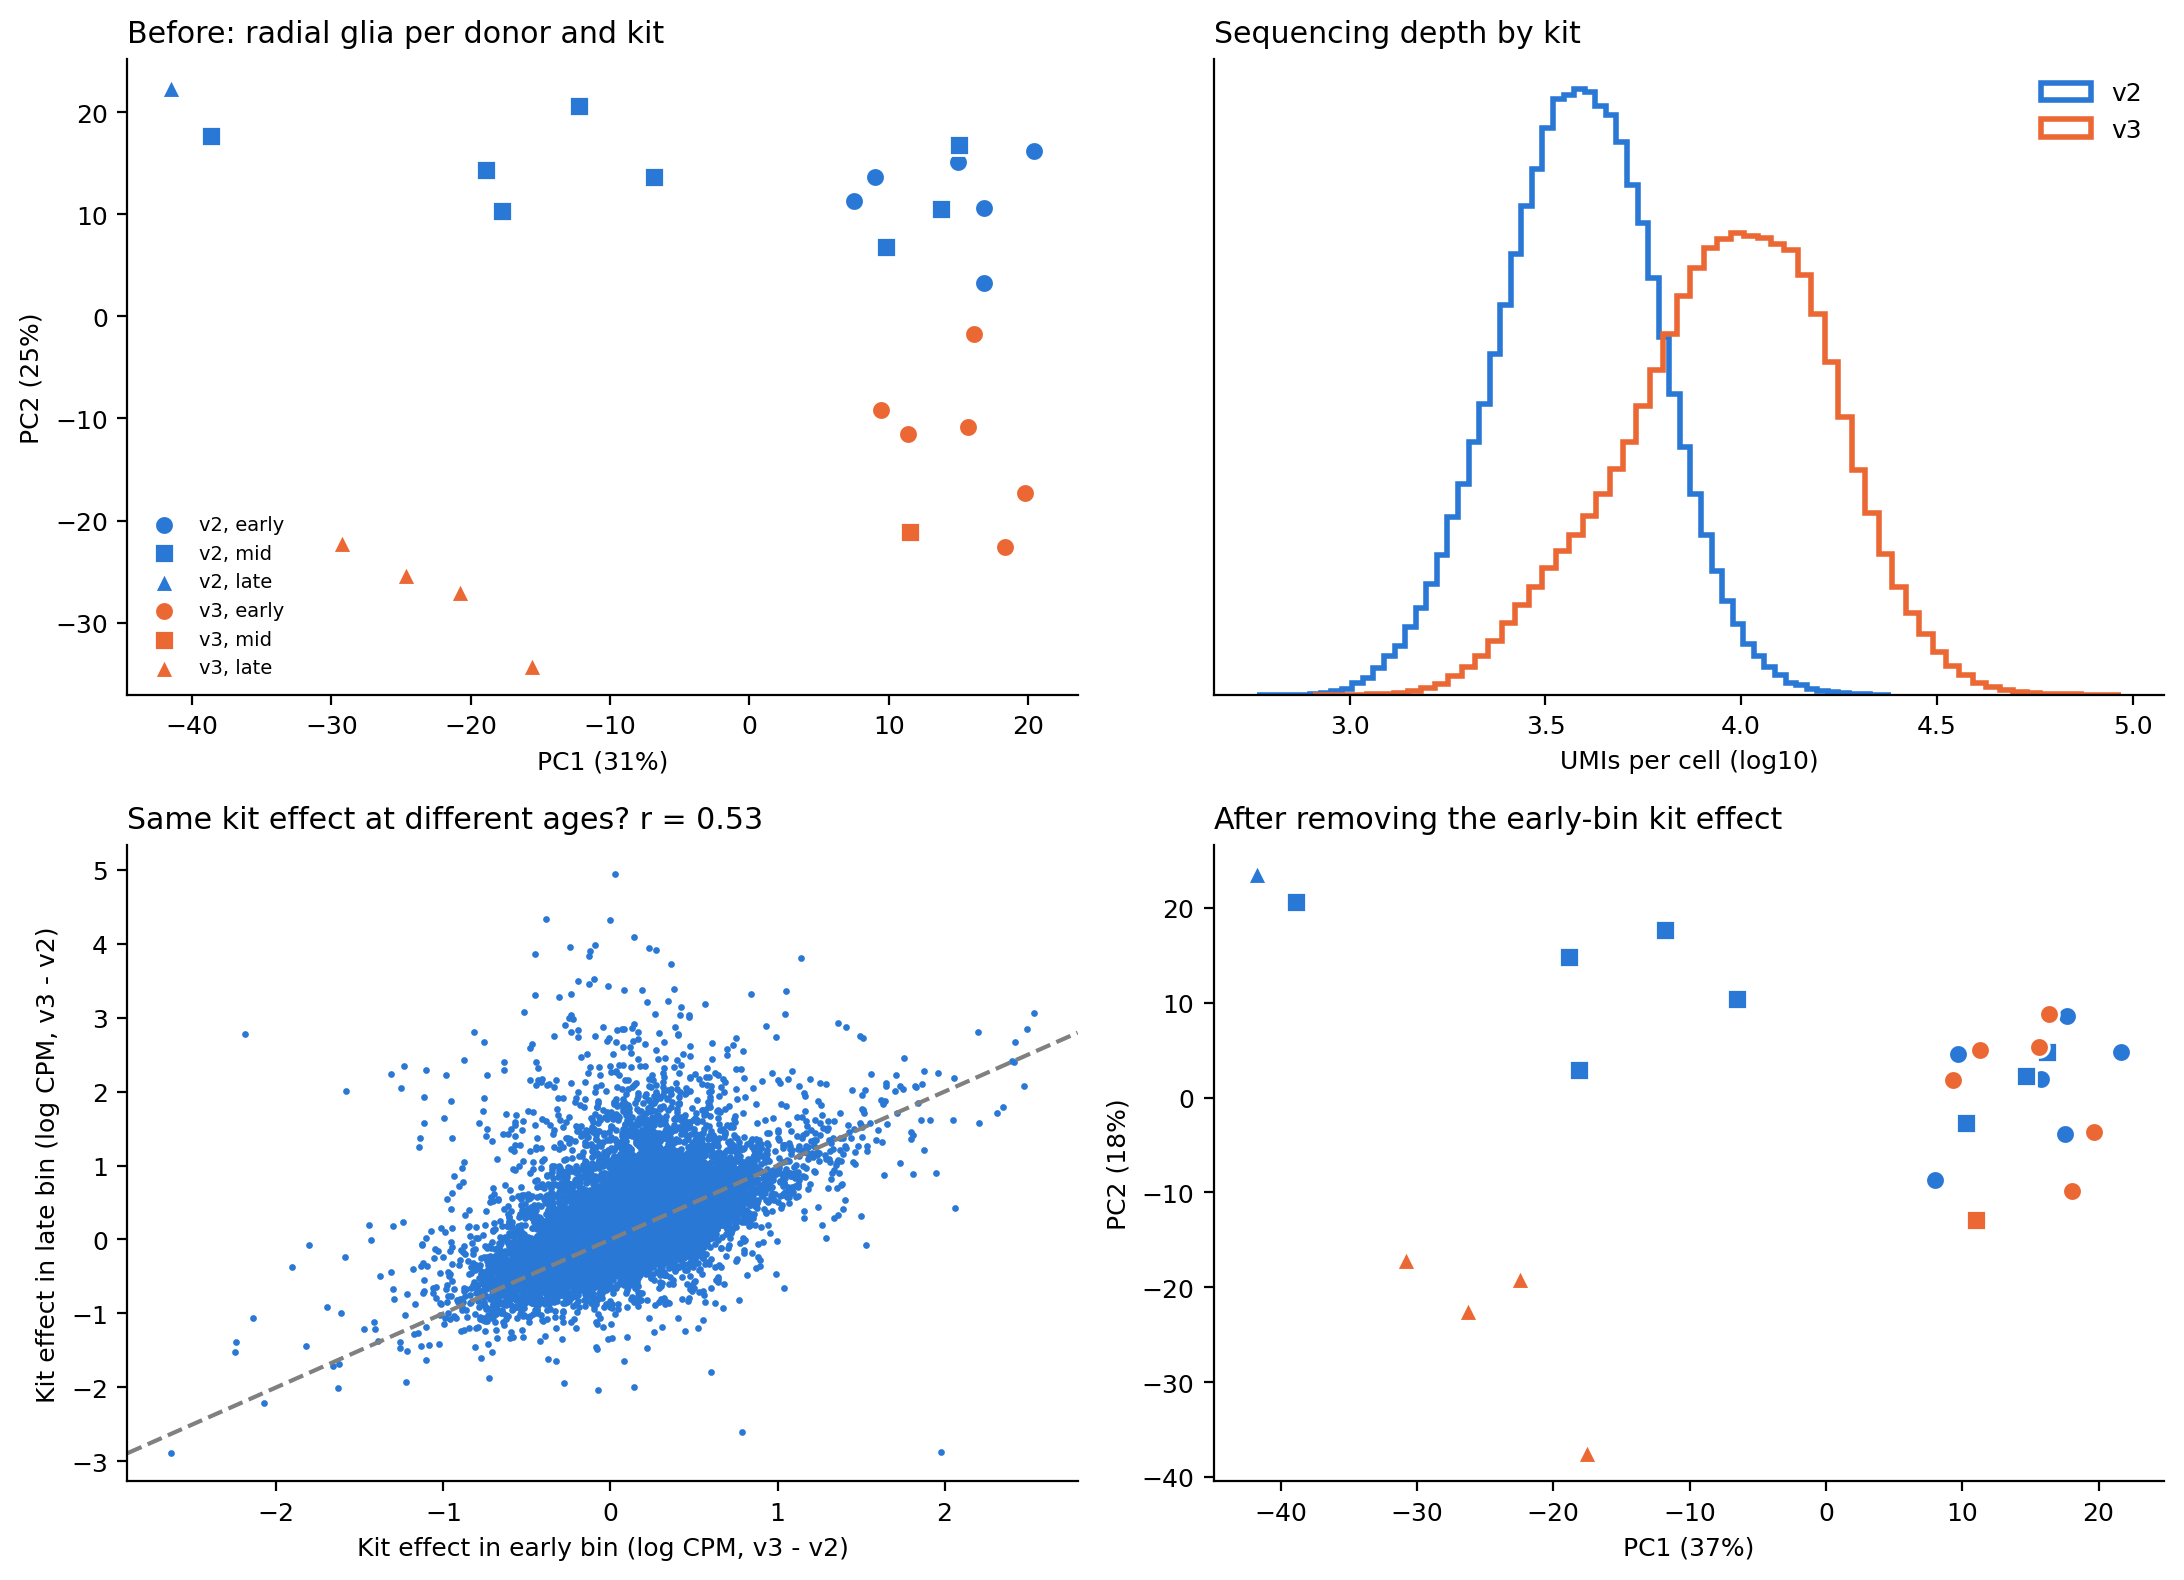 Before: radial glia per donor and kit
20
10
0
−10
−20
−30
PC2 (25%)
v2, early
v2, mid
v2, late
v3, early
v3, mid
v3, late
−40
−30
−20
−10
0
10
20
PC1 (31%)
Sequencing depth by kit
v2
v3
3.0
3.5
4.0
4.5
5.0
UMIs per cell (log10)
Same kit effect at different ages? r = 0.53
5
4
3
2
1
0
−1
−2
−3
Kit effect in late bin (log CPM, v3 - v2)
−2
−1
0
1
2
Kit effect in early bin (log CPM, v3 - v2)
After removing the early-bin kit effect
20
10
0
−10
−20
−30
−40
PC2 (18%)
−40
−30
−20
−10
0
10
20
PC1 (37%)